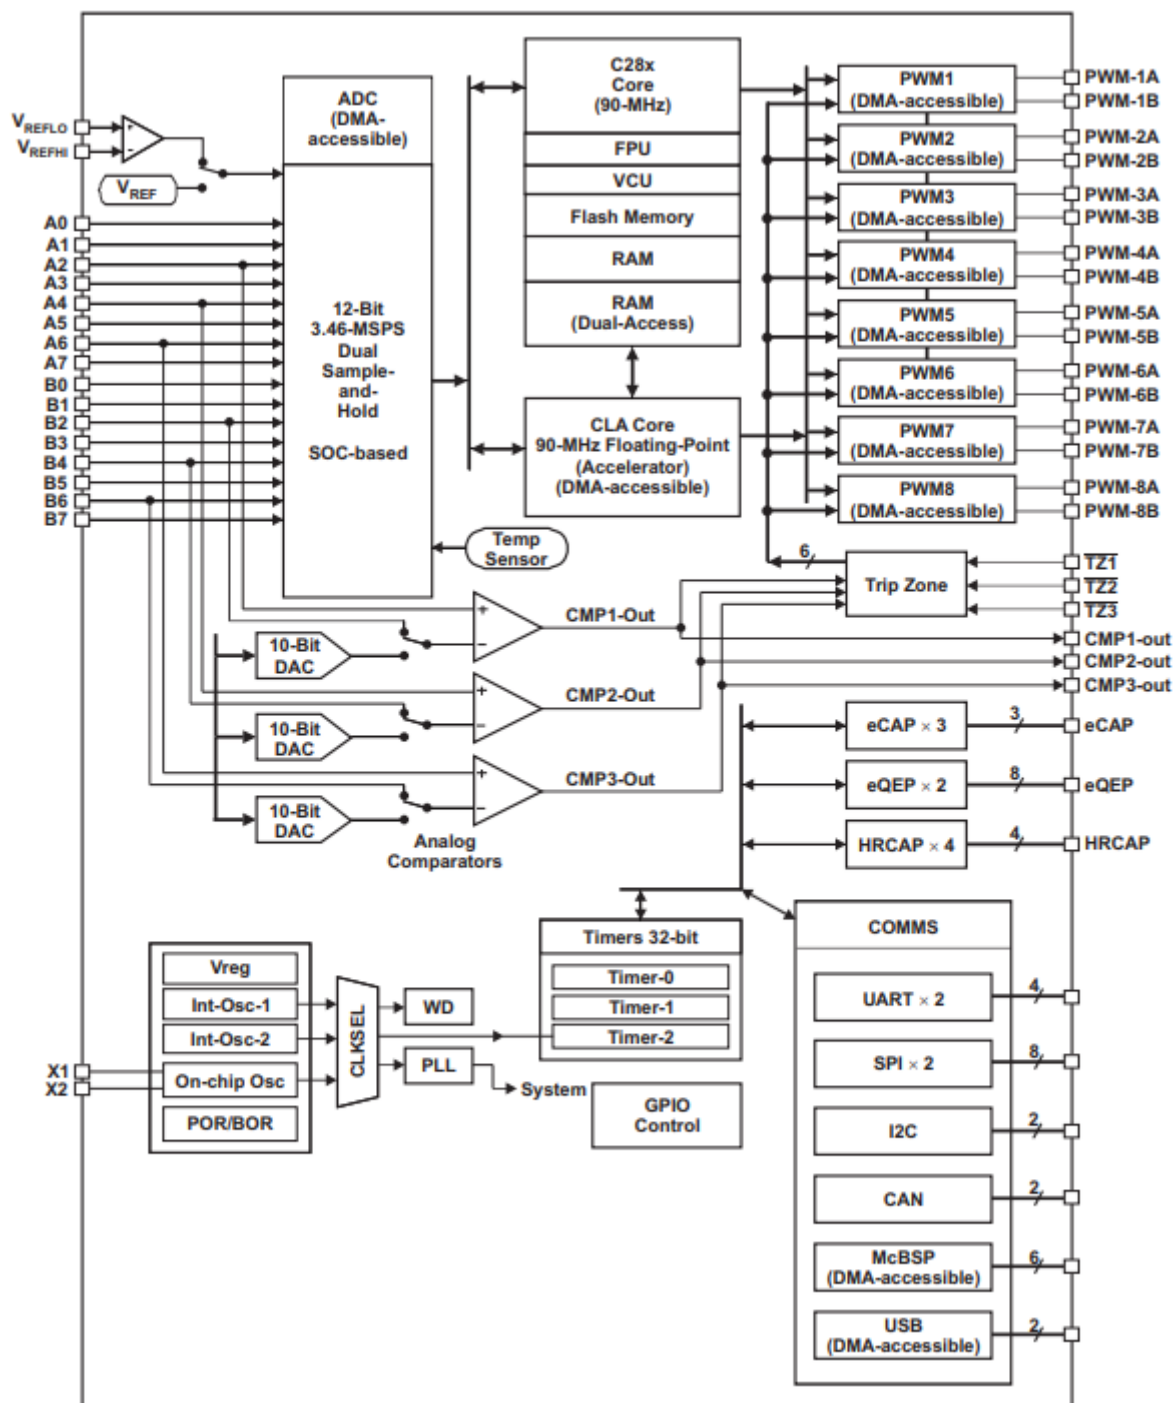 V_REFLO
V_REFHI
V_REF
+
−
A0
A1
A2
A3
A4
A5
A6
A7
B0
B1
B2
B3
B4
B5
B6
B7
ADC
(DMA-
accessible)
12-Bit
3.46-MSPS
Dual
Sample-
and-
Hold
SOC-based
C28x
Core
(90-MHz)
FPU
VCU
Flash Memory
RAM
RAM
(Dual-Access)
CLA Core
90-MHz Floating-Point
(Accelerator)
(DMA-accessible)
Temp
Sensor
PWM1
(DMA-accessible)
PWM2
(DMA-accessible)
PWM3
(DMA-accessible)
PWM4
(DMA-accessible)
PWM5
(DMA-accessible)
PWM6
(DMA-accessible)
PWM7
(DMA-accessible)
PWM8
(DMA-accessible)
PWM-1A
PWM-1B
PWM-2A
PWM-2B
PWM-3A
PWM-3B
PWM-4A
PWM-4B
PWM-5A
PWM-5B
PWM-6A
PWM-6B
PWM-7A
PWM-7B
PWM-8A
PWM-8B
6
Trip Zone
TZ1
TZ2
TZ3
CMP1-out
CMP2-out
CMP3-out
10-Bit
DAC
+
−
CMP1-Out
10-Bit
DAC
+
−
CMP2-Out
10-Bit
DAC
+
−
CMP3-Out
Analog
Comparators
eCAP × 3
3
eCAP
eQEP × 2
8
eQEP
HRCAP × 4
4
HRCAP
Vreg
Int-Osc-1
Int-Osc-2
On-chip Osc
POR/BOR
X1
X2
CLKSEL
WD
PLL
System
Timers 32-bit
Timer-0
Timer-1
Timer-2
GPIO
Control
COMMS
UART × 2
4
SPI × 2
8
I2C
2
CAN
2
McBSP
(DMA-accessible)
6
USB
(DMA-accessible)
2